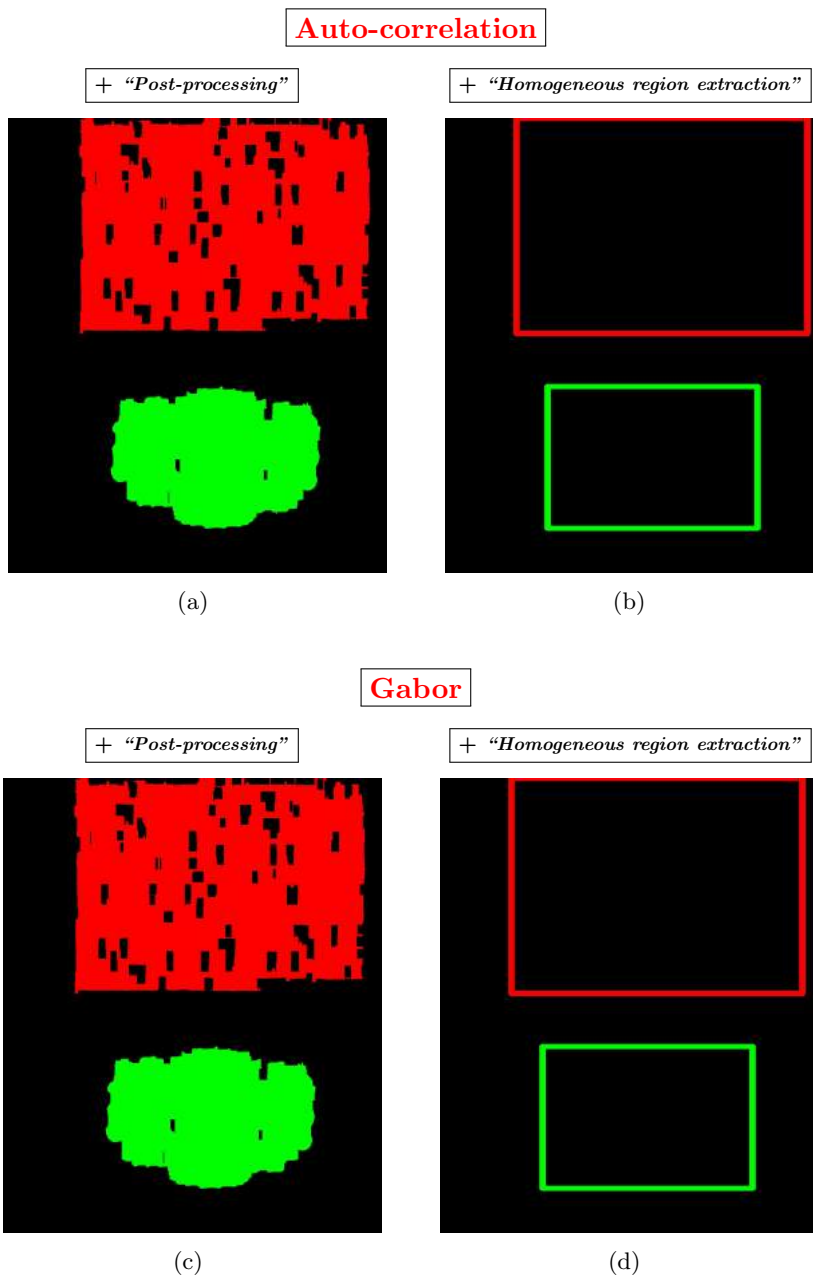 Auto-correlation
+ “Post-processing” + “Homogeneous region extraction”
(a) (b)
Gabor
+ “Post-processing” + “Homogeneous region extraction”
(c) (d)